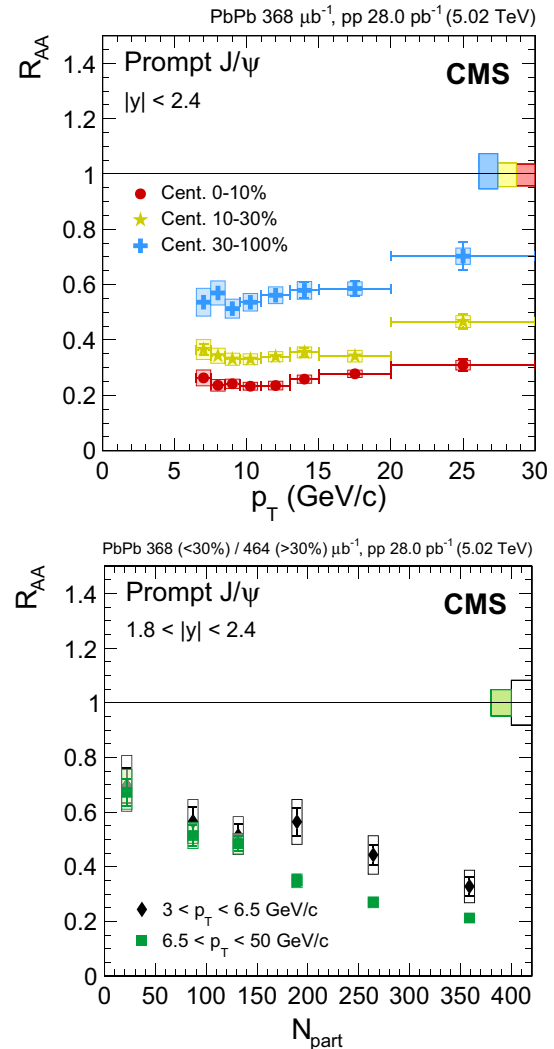 PbPb 368 μb⁻¹, pp 28.0 pb⁻¹ (5.02 TeV)
R_AA
1.4
1.2
1
0.8
0.6
0.4
0.2
0
Prompt J/ψ
CMS
|y| < 2.4
Cent. 0-10%
Cent. 10-30%
Cent. 30-100%
0 5 10 15 20 25 30
p_T (GeV/c)
PbPb 368 (<30%) / 464 (>30%) μb⁻¹, pp 28.0 pb⁻¹ (5.02 TeV)
R_AA
1.4
1.2
1
0.8
0.6
0.4
0.2
0
Prompt J/ψ
CMS
1.8 < |y| < 2.4
3 < p_T < 6.5 GeV/c
6.5 < p_T < 50 GeV/c
0 50 100 150 200 250 300 350 400
N_part